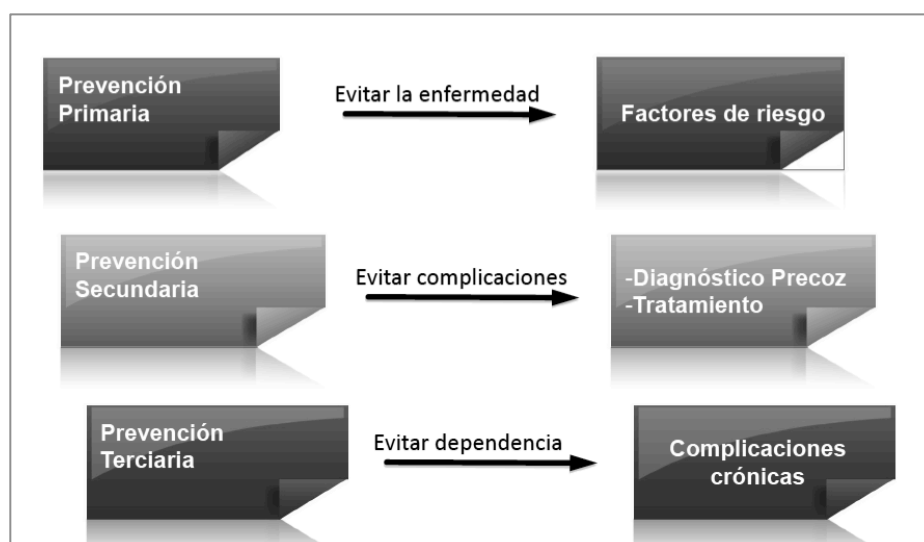 Prevención
Primaria
Evitar la enfermedad
Factores de riesgo
Prevención
Secundaria
Evitar complicaciones
-Diagnóstico Precoz
-Tratamiento
Prevención
Terciaria
Evitar dependencia
Complicaciones
crónicas